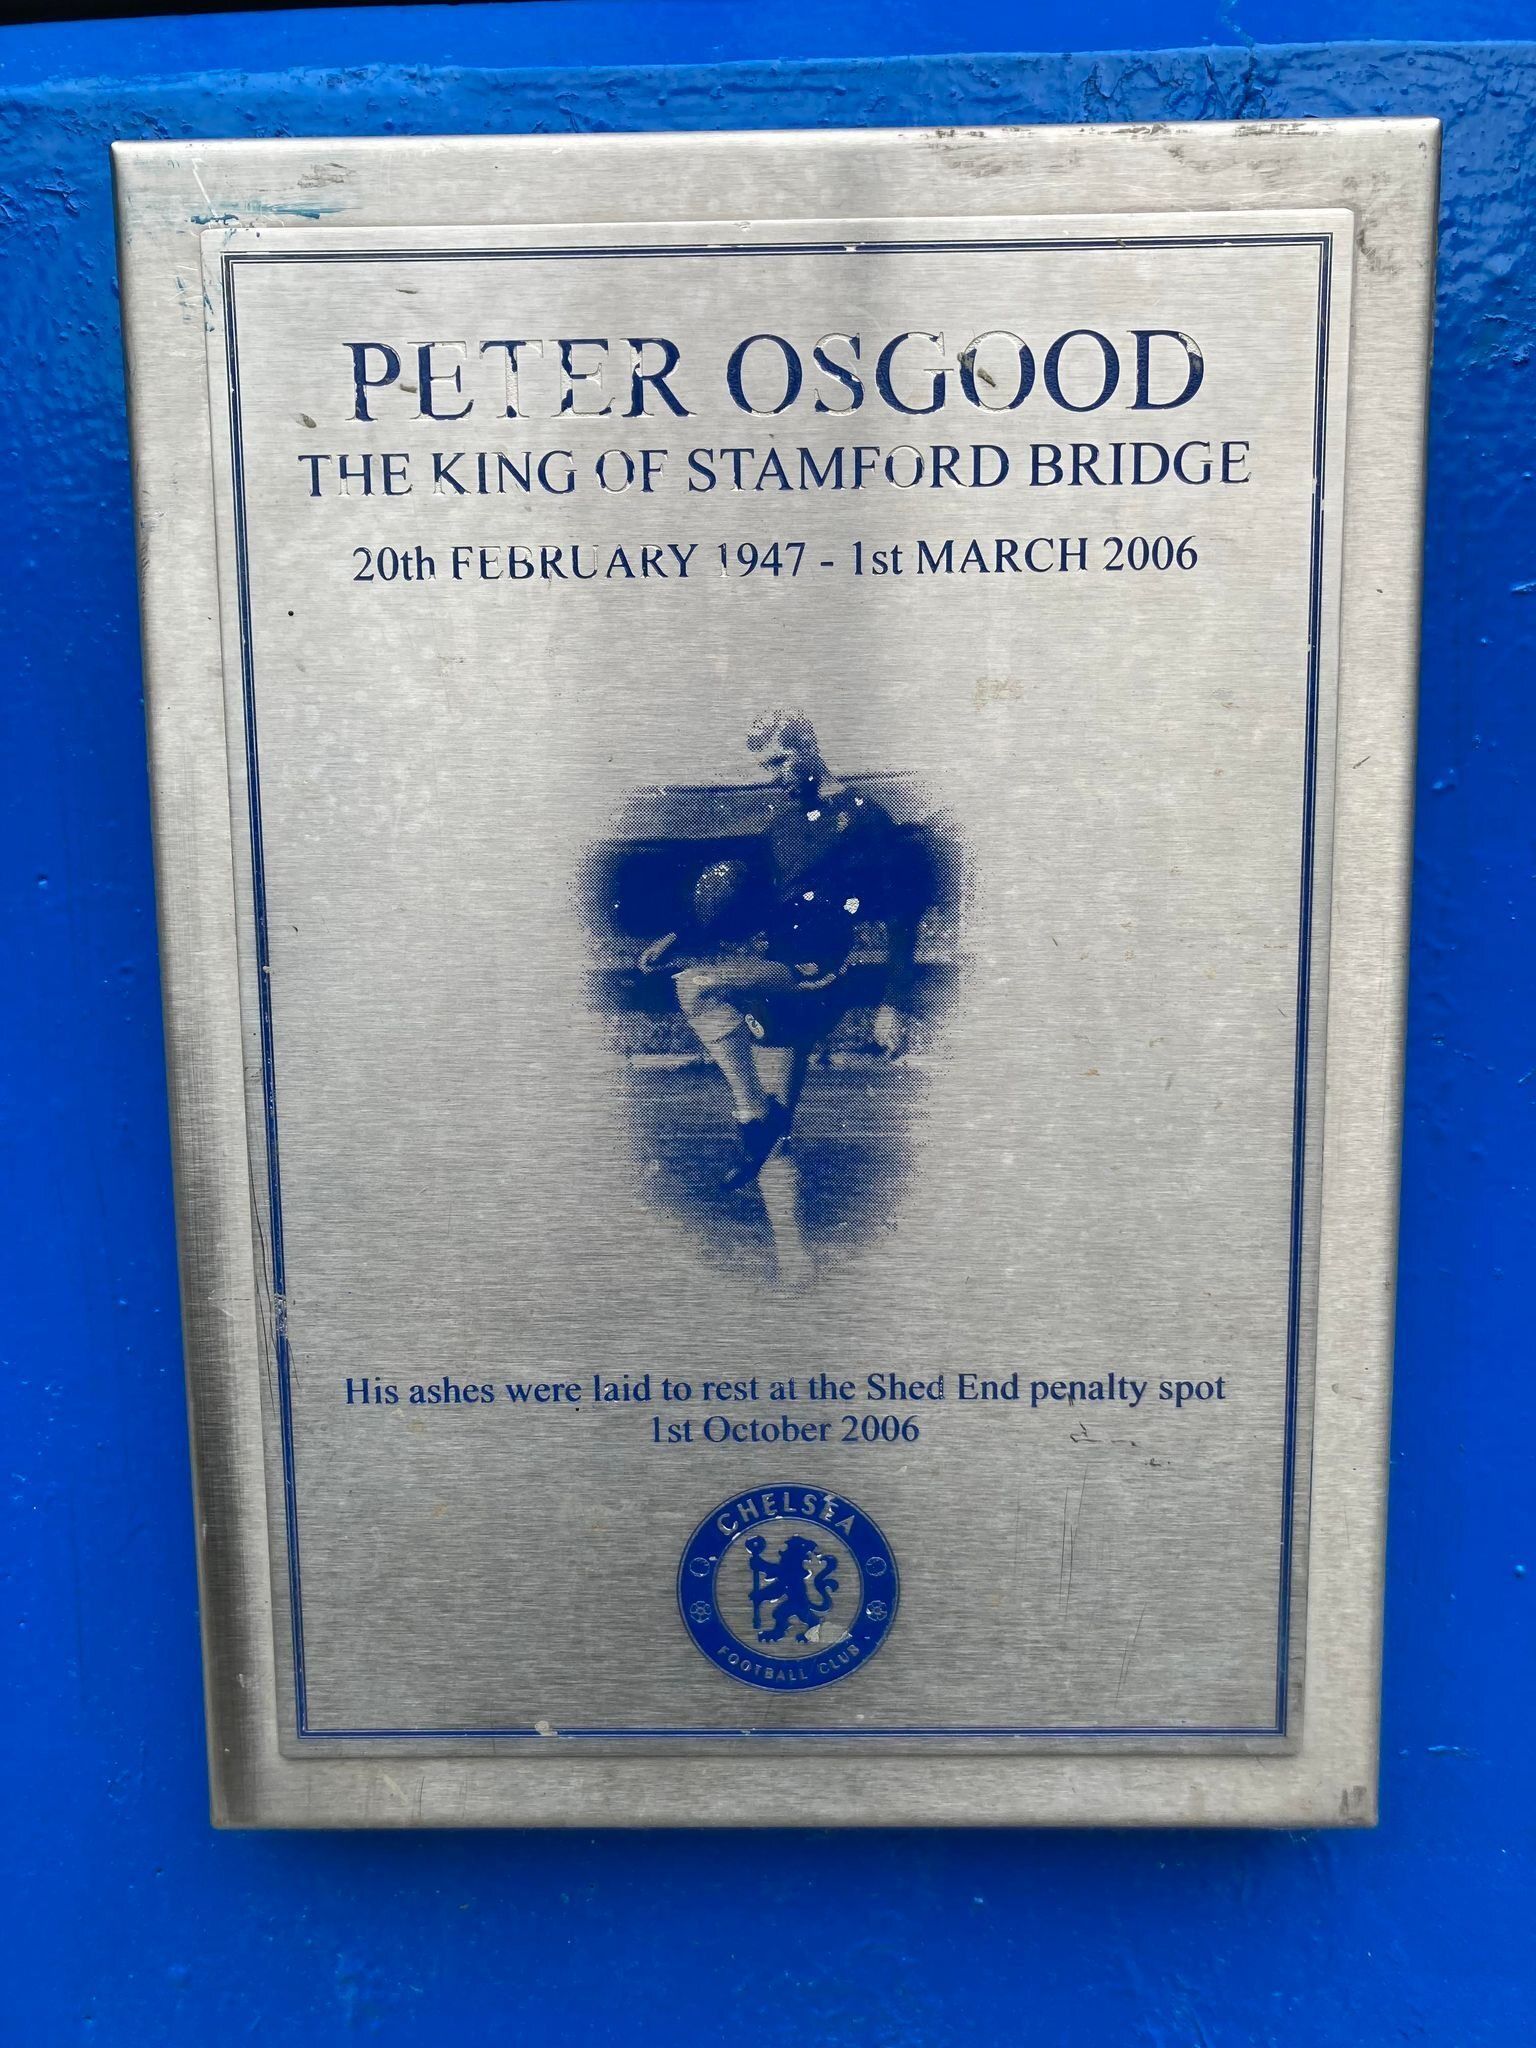 PETER OSGOOD
THE KING OF STAMFORD BRIDGE
20th FEBRUARY 1947 - 1st MARCH 2006
His ashes were laid to rest at the Shed End penalty spot
1st October 2006
CHELSEA
FOOTBALL CLUB